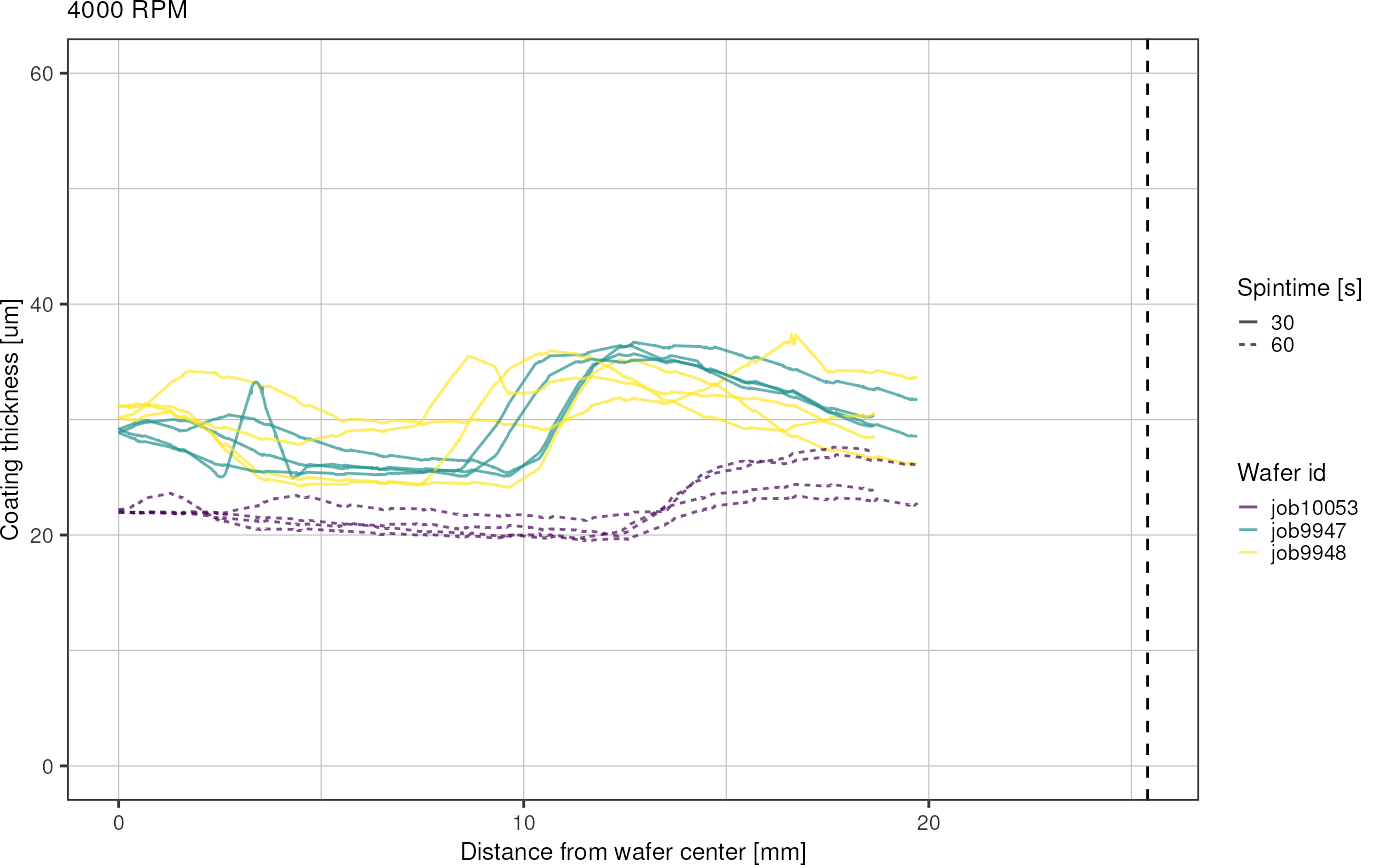 4000 RPM
Coating thickness [um]
60
40
20
0
0 10 20
Distance from wafer center [mm]
Spintime [s]
30
60
Wafer id
job10053
job9947
job9948